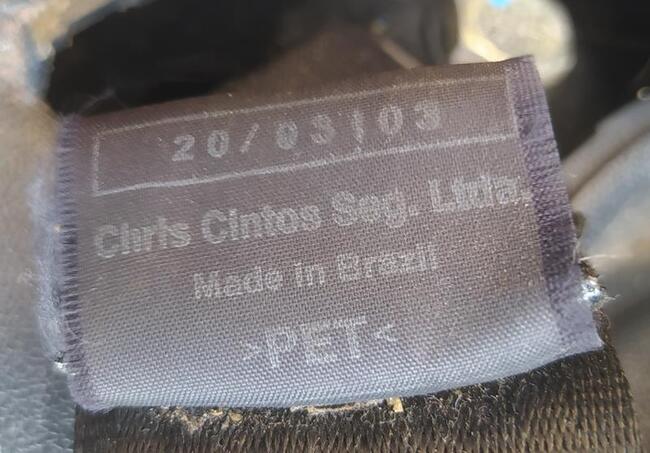 20/03/03
Chris Cintos Seg. Ltda.
Made in Brazil
>PET<